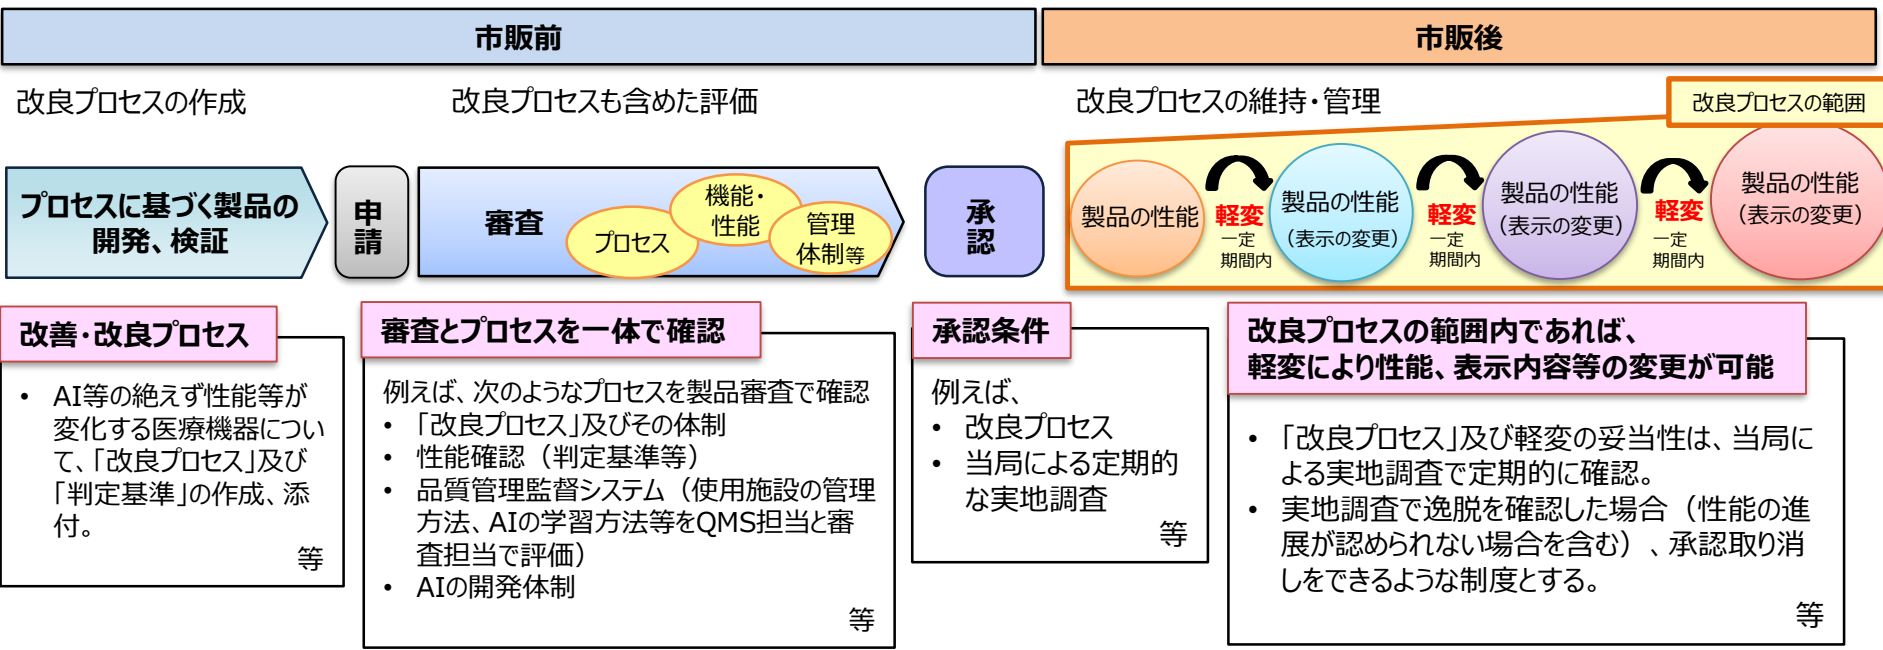 市販前
市販後
改良プロセスの作成
改良プロセスも含めた評価
改良プロセスの維持・管理
改良プロセスの範囲
プロセスに基づく製品の
開発、検証
申
請
審査
プロセス
機能・
性能
管理
体制等
承
認
製品の性能
軽変
一定
期間内
製品の性能
（表示の変更）
軽変
一定
期間内
製品の性能
（表示の変更）
軽変
一定
期間内
製品の性能
（表示の変更）
改善・改良プロセス
• AI等の絶えず性能等が
変化する医療機器につい
て、「改良プロセス」及び
「判定基準」の作成、添
付。
等
審査とプロセスを一体で確認
例えば、次のようなプロセスを製品審査で確認
• 「改良プロセス」及びその体制
• 性能確認（判定基準等）
• 品質管理監督システム（使用施設の管理
方法、AIの学習方法等をQMS担当と審
査担当で評価）
• AIの開発体制
等
承認条件
例えば、
• 改良プロセス
• 当局による定期的
な実地調査
等
改良プロセスの範囲内であれば、
軽変により性能、表示内容等の変更が可能
• 「改良プロセス」及び軽変の妥当性は、当局に
よる実地調査で定期的に確認。
• 実地調査で逸脱を確認した場合（性能の進
展が認められない場合を含む）、承認取り消
しをできるような制度とする。
等